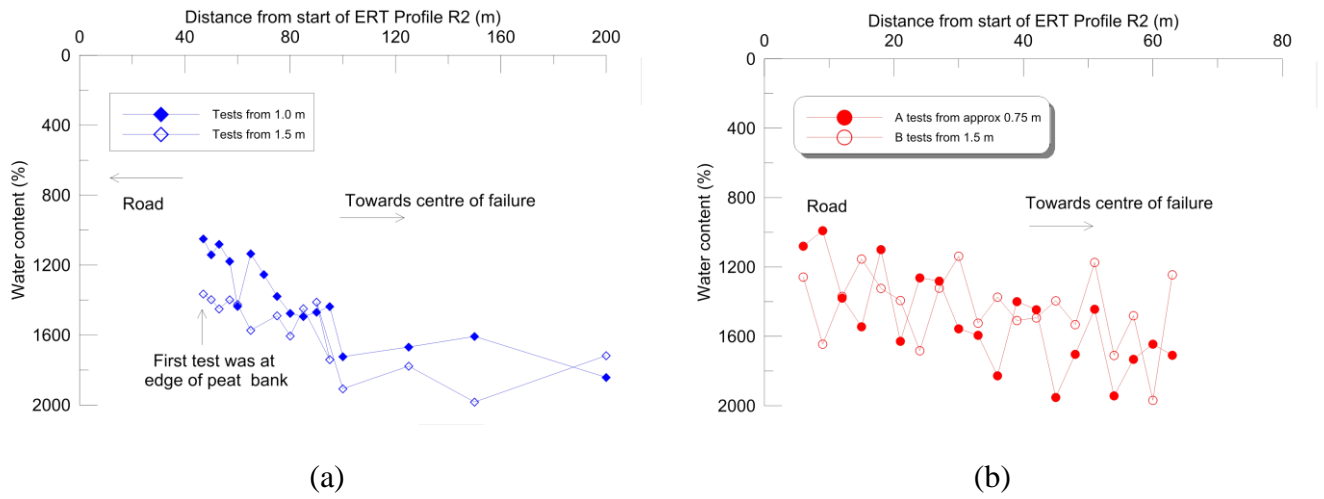 Distance from start of ERT Profile R2 (m)
0 40 80 120 160 200
0
400
800
1200
1600
2000
Water content (%)
Tests from 1.0 m
Tests from 1.5 m
Road
Towards centre of failure
First test was at
edge of peat bank
(a)
Distance from start of ERT Profile R2 (m)
0 20 40 60 80
0
400
800
1200
1600
2000
Water content (%)
A tests from approx 0.75 m
B tests from 1.5 m
Road
Towards centre of failure
(b)